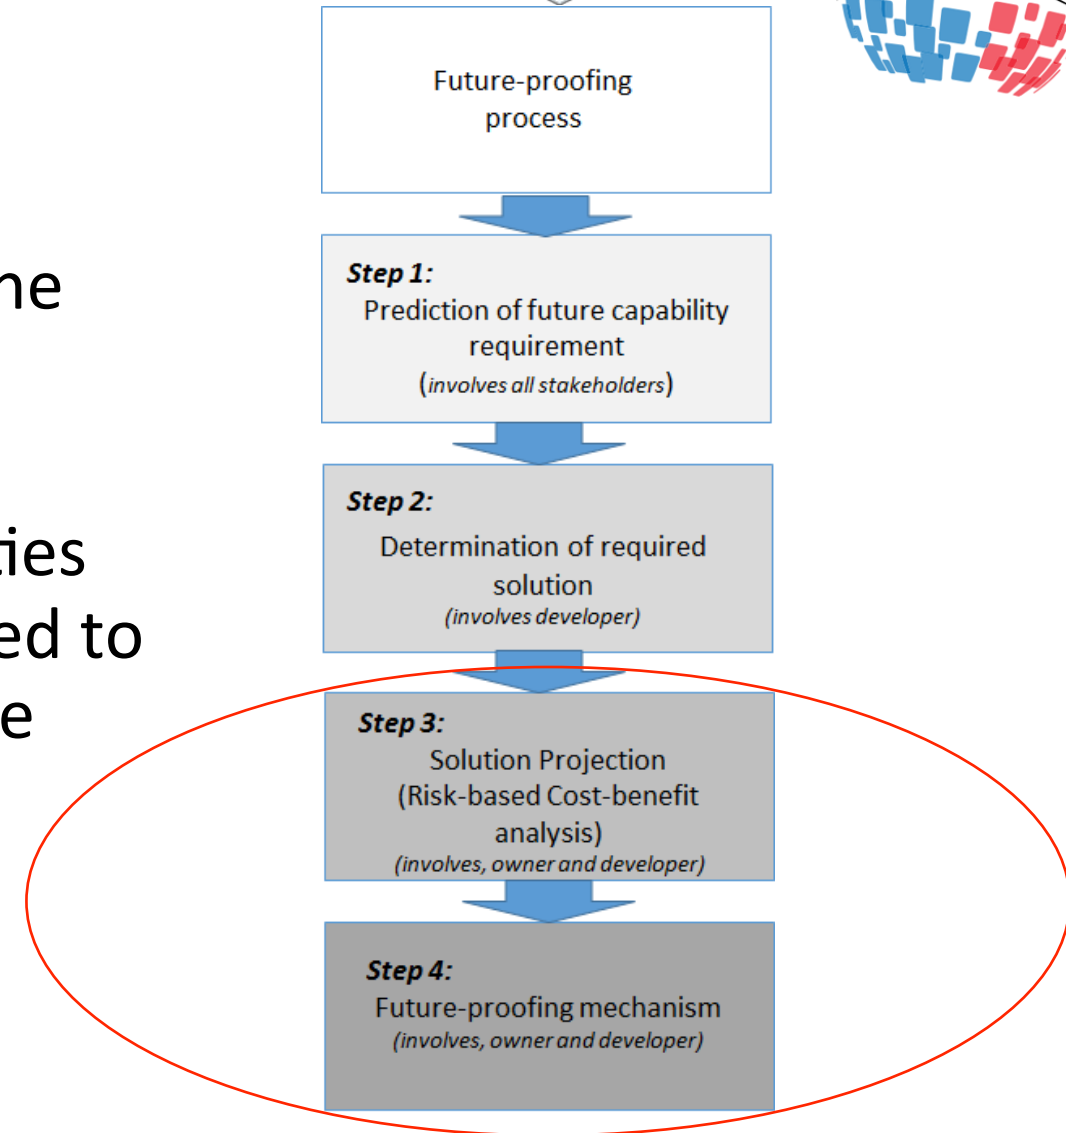 Future-proofing
process
Step 1:
Prediction of future capability
requirement
(involves all stakeholders)
Step 2:
Determination of required
solution
(involves developer)
ed to
Step 3:
Solution Projection
(Risk-based Cost-benefit
analysis)
(involves, owner and developer)
Step 4:
Future-proofing mechanism
(involves, owner and developer)